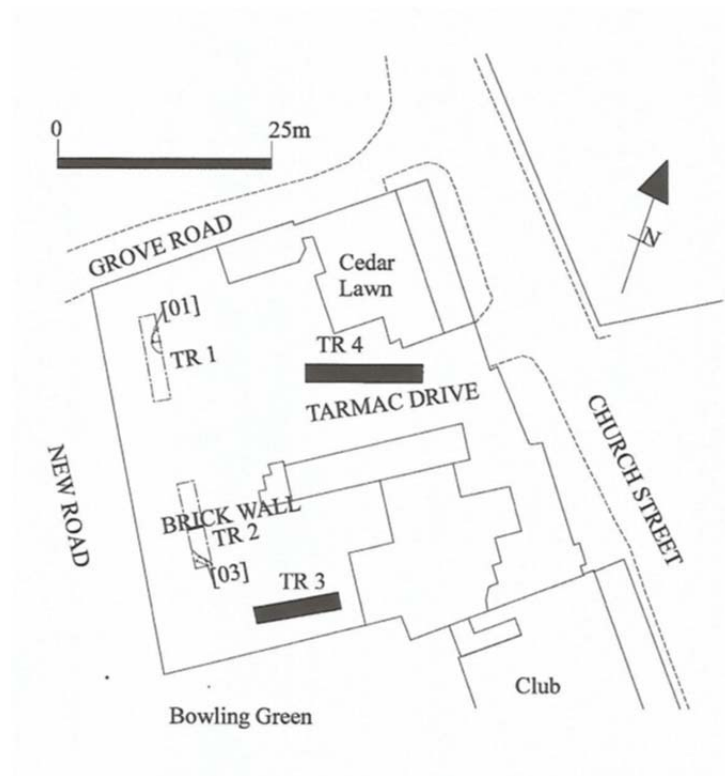 0 25m
GROVE ROAD
N
Cedar
Lawn
[01]
TR 1
TR 4
TARMAC DRIVE
CHURCH STREET
NEW ROAD
BRICK WALL
TR 2
[03]
TR 3
Club
Bowling Green